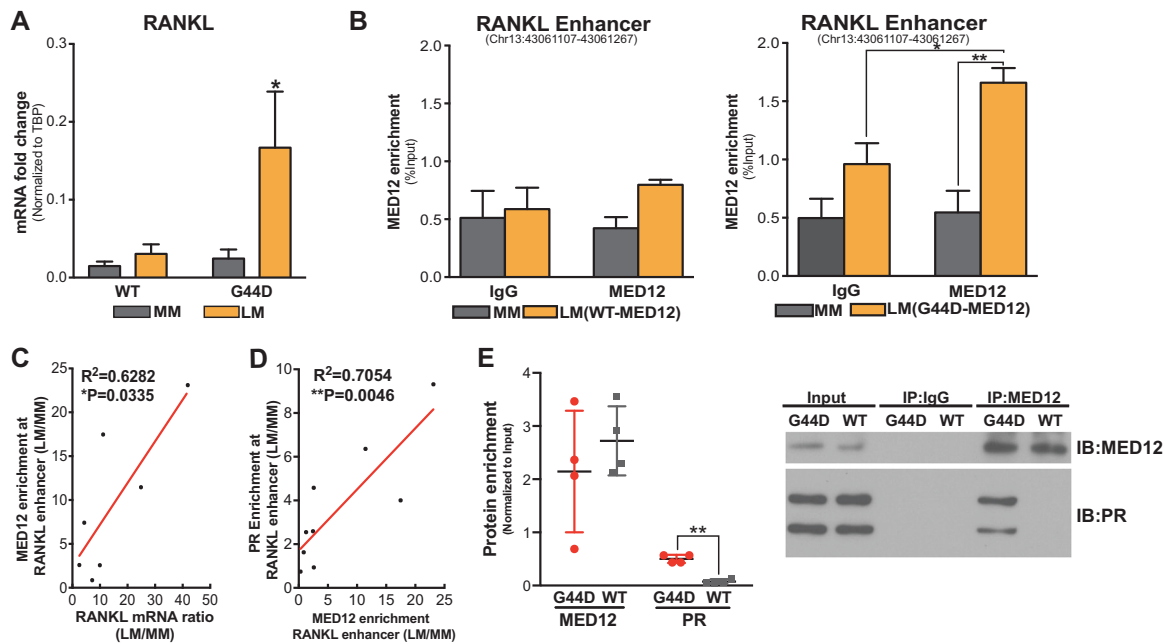 A
RANKL
mRNA fold change
(Normalized to TBP)
0.3
0.2
0.1
0.0
*
WT
G44D
MM
LM
B
RANKL Enhancer
(Chr13:43061107-43061267)
MED12 enrichment
(%Input)
2.0
1.5
1.0
0.5
0.0
IgG
MED12
MM
LM(WT-MED12)
RANKL Enhancer
(Chr13:43061107-43061267)
MED12 enrichment
(%Input)
2.0
1.5
1.0
0.5
0.0
*
**
IgG
MED12
MM
LM(G44D-MED12)
C
MED12 enrichment at
RANKL enhancer (LM/MM)
25
20
15
10
5
0
R2=0.6282
*P=0.0335
0 10 20 30 40 50
RANKL mRNA ratio
(LM/MM)
D
PR Enrichment at
RANKL enhancer (LM/MM)
10
8
6
4
2
0
R2=0.7054
**P=0.0046
0 5 10 15 20 25
MED12 enrichment
RANKL enhancer (LM/MM)
E
Protein enrichment
(Normalized to Input)
4
3
2
1
0
**
G44D WT G44D WT
MED12 PR
Input IP:IgG IP:MED12
G44D WT G44D WT G44D WT
IB:MED12
IB:PR